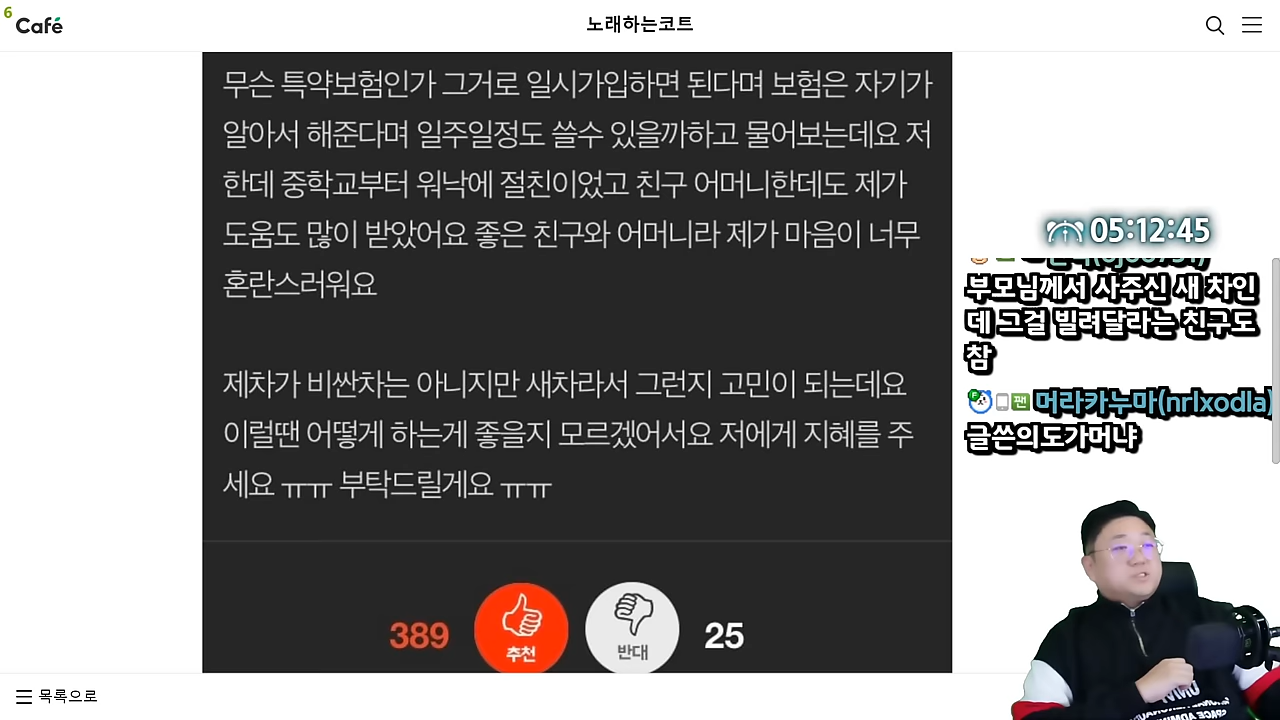 6
Café
노래하는코트
무슨 특약보험인가 그거로 일시가입하면 된다며 보험은 자기가
알아서 해준다며 일주일정도 쓸수 있을까하고 물어보는데요 저
한데 중학교부터 워낙에 절친이었고 친구 어머니한데도 제가
도움도 많이 받았어요 좋은 친구와 어머니라 제가 마음이 너무
혼란스러워요
제차가 비싼차는 아니지만 새차라서 그런지 고민이 되는데요
이럴땐 어떻게 하는게 좋을지 모르겠어서요 저에게 지혜를 주
세요 ㅠㅠ 부탁드릴게요 ㅠㅠ
389
추천
반대
25
목록으로
05:12:45
부모님께서 사주신 새 차인
데 그걸 빌려달라는 친구도
참
팬
머라카누마(nrlxodla)
글쓴의도가머냐